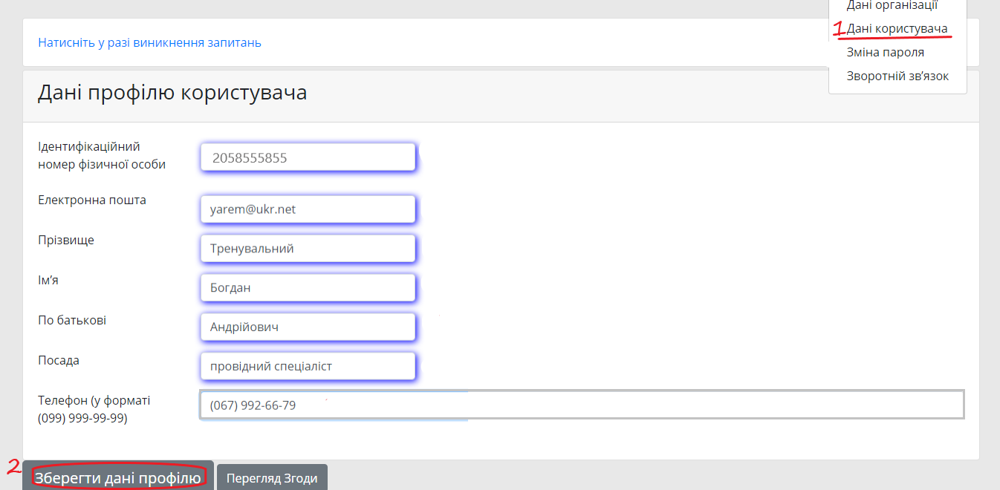 Дані організації
1 Дані користувача
Зміна пароля
Зворотній зв’язок
Натисніть у разі виникнення запитань
Дані профілю користувача
Ідентифікаційний
номер фізичної особи
2058555855
Електронна пошта
yarem@ukr.net
Прізвище
Тренувальний
Ім’я
Богдан
По батькові
Андрійович
Посада
провідний спеціаліст
Телефон (у форматі
(099) 999-99-99)
(067) 992-66-79
2 Зберегти дані профілю
Перегляд Згоди